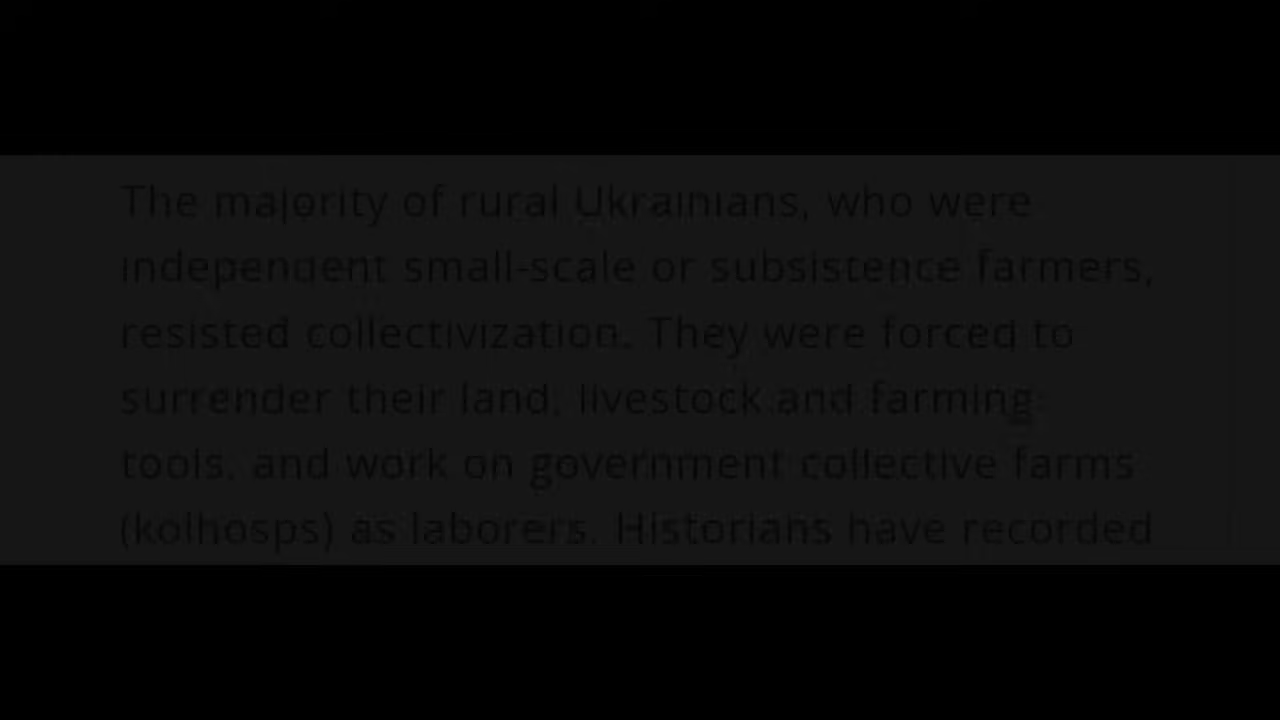 The majority of rural Ukrainians, who were
independent small-scale or subsistence farmers,
resisted collectivization. They were forced to
surrender their land, livestock and farming
tools, and work on government collective farms
(kolhosps) as laborers. Historians have recorded